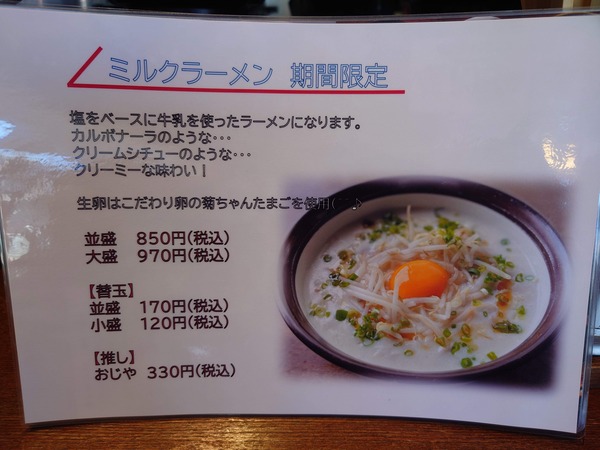 ミルクラーメン 期間限定
塩をベースに牛乳を使ったラーメンになります。
カルボナーラのような･･･
クリームシチューのような･･･
クリーミーな味わい！
生卵はこだわり卵の菊ちゃんたまごを使用(^^♪
並盛 850円(税込)
大盛 970円(税込)
【替玉】
並盛 170円(税込)
小盛 120円(税込)
【推し】
おじや 330円(税込)